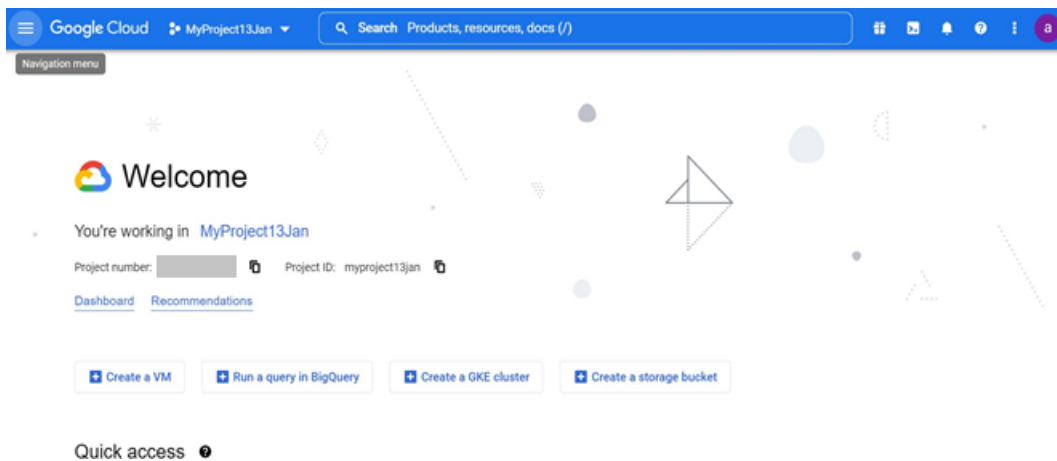 Google Cloud MyProject13Jan Search Products, resources, docs (/) a
Navigation menu
Welcome
You're working in MyProject13Jan
Project number: Project ID: myproject13jan
Dashboard Recommendations
Create a VM Run a query in BigQuery Create a GKE cluster Create a storage bucket
Quick access